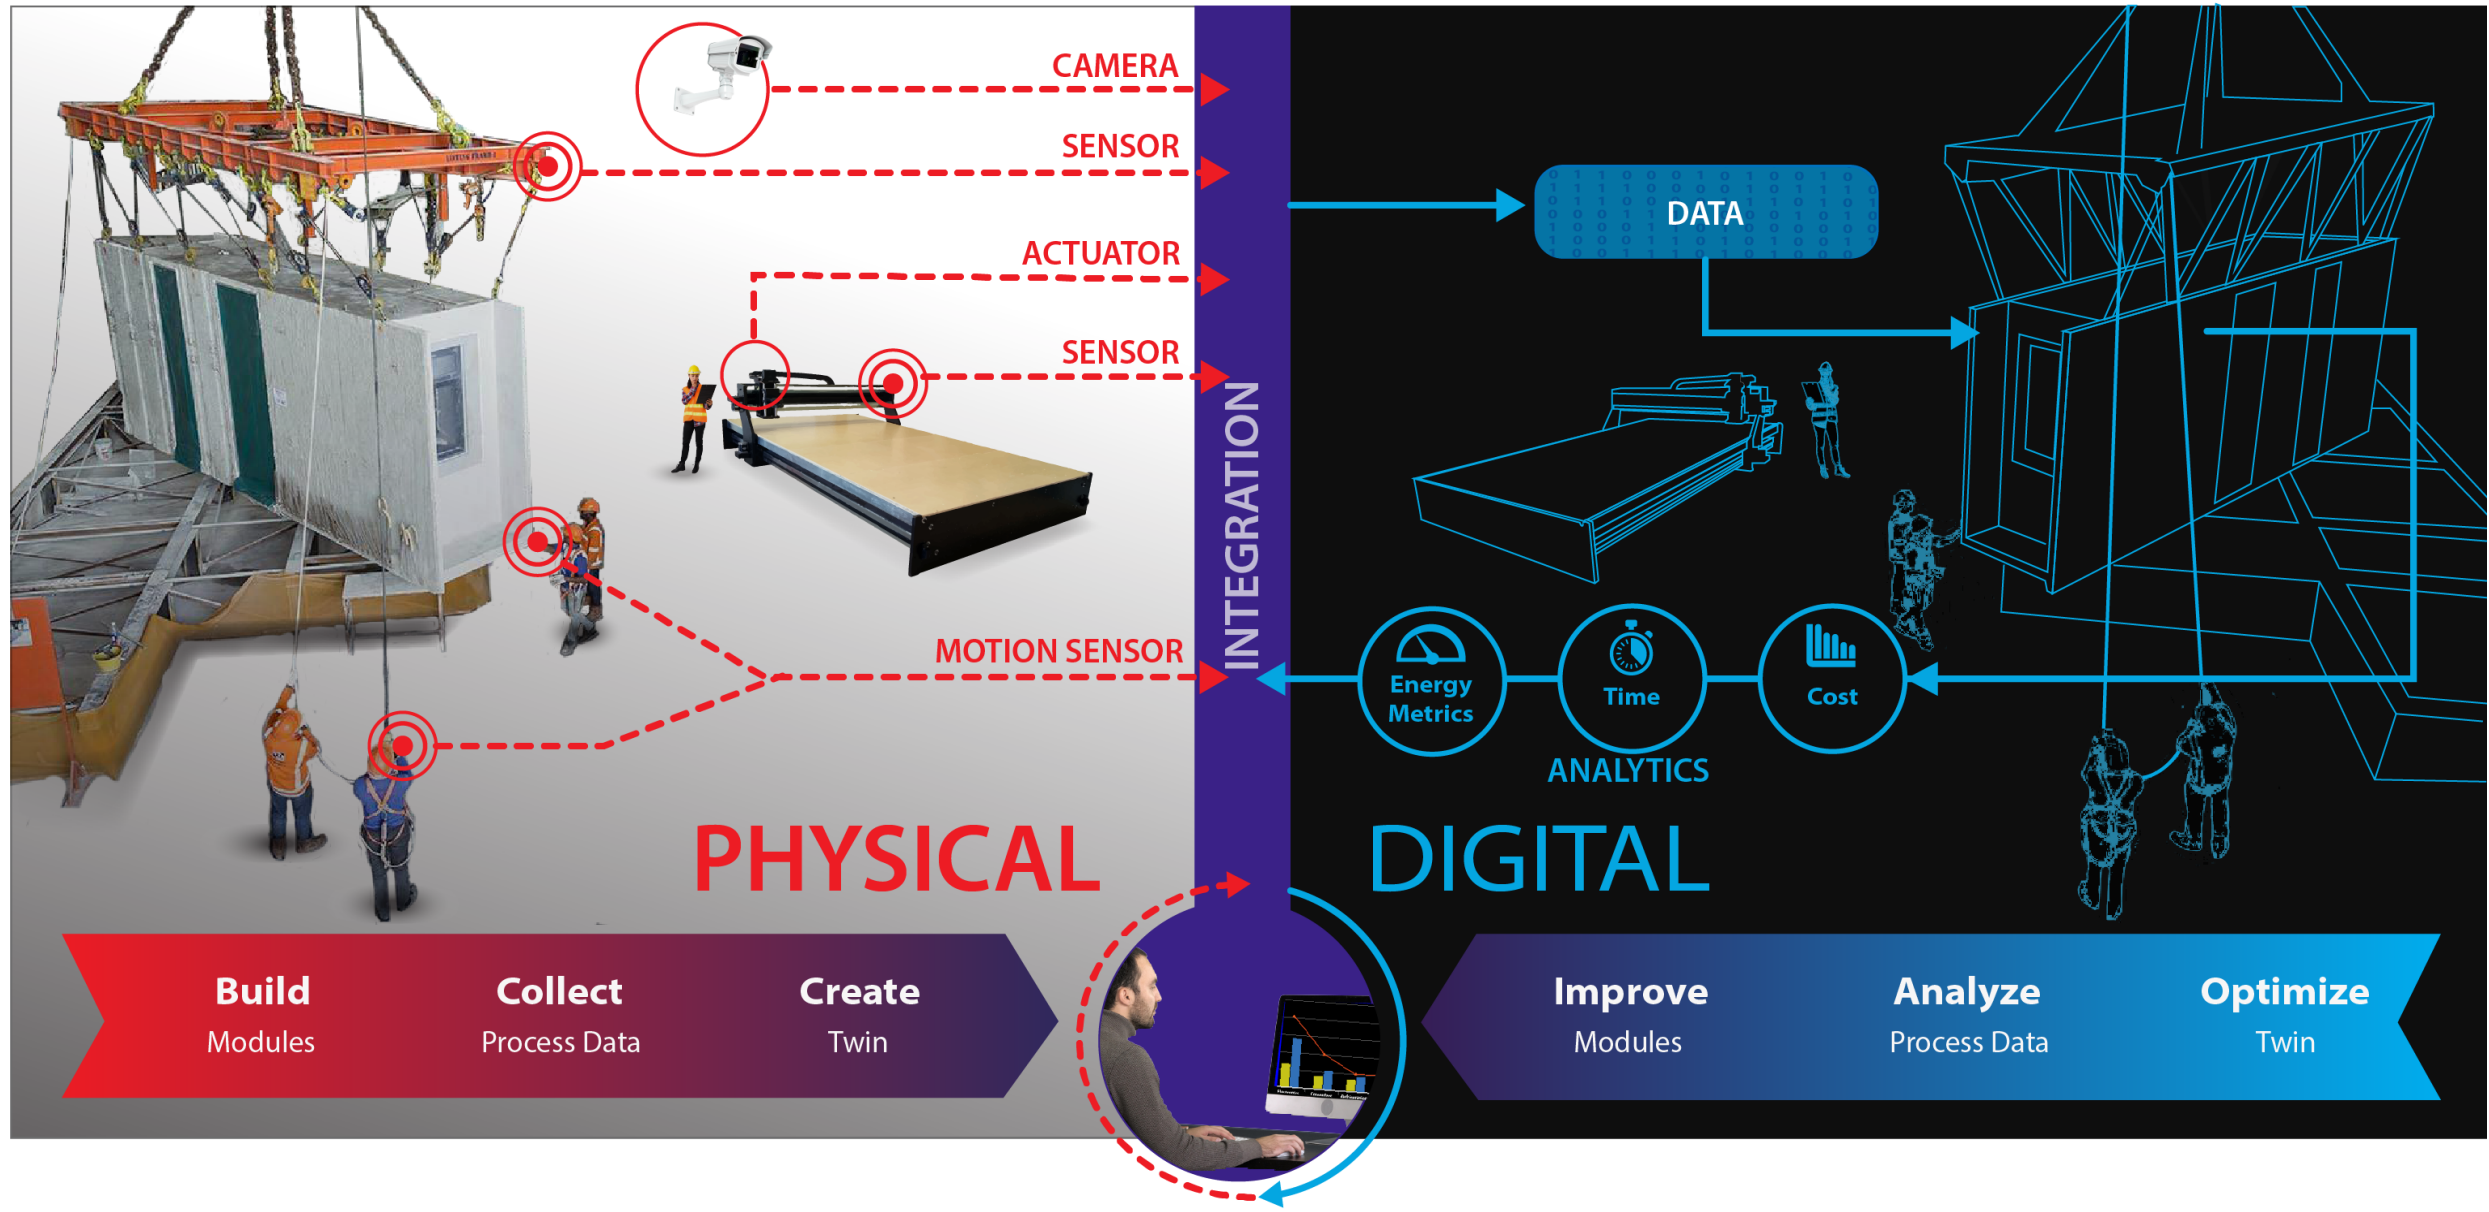 CAMERA
SENSOR
ACTUATOR
SENSOR
MOTION SENSOR
INTEGRATION
DATA
Energy
Metrics
Time
Cost
ANALYTICS
PHYSICAL
DIGITAL
Build
Modules
Collect
Process Data
Create
Twin
Improve
Modules
Analyze
Process Data
Optimize
Twin